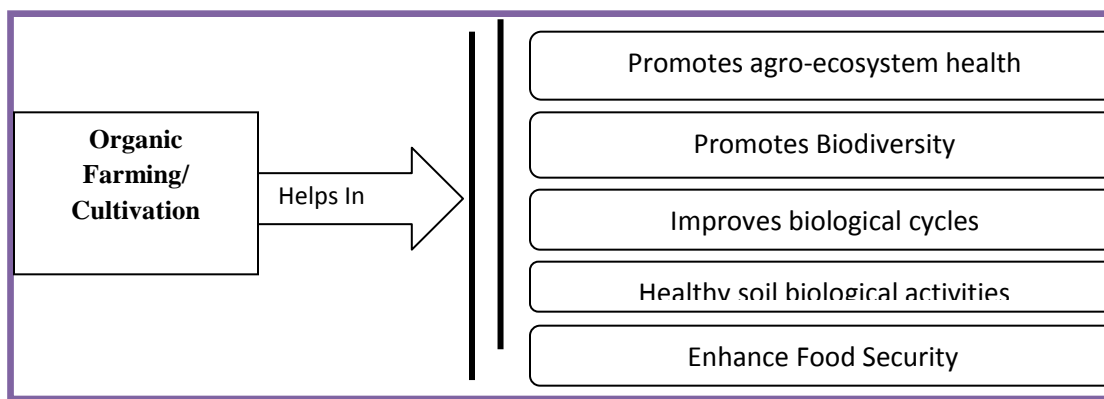 Organic
Farming/
Cultivation
Helps In
Promotes agro-ecosystem health
Promotes Biodiversity
Improves biological cycles
Healthy soil biological activities
Enhance Food Security